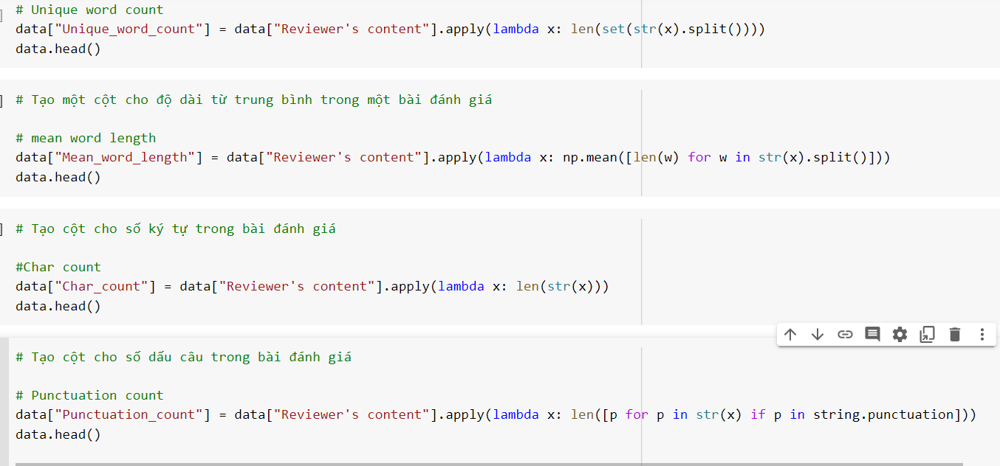 # Unique word count
data["Unique_word_count"] = data["Reviewer's content"].apply(lambda x: len(set(str(x).split())))
data.head()
# Tạo một cột cho độ dài từ trung bình trong một bài đánh giá
# mean word length
data["Mean_word_length"] = data["Reviewer's content"].apply(lambda x: np.mean([len(w) for w in str(x).split()]))
data.head()
# Tạo cột cho số ký tự trong bài đánh giá
#Char count
data["Char_count"] = data["Reviewer's content"].apply(lambda x: len(str(x)))
data.head()
# Tạo cột cho số dấu câu trong bài đánh giá
# Punctuation count
data["Punctuation_count"] = data["Reviewer's content"].apply(lambda x: len([p for p in str(x) if p in string.punctuation]))
data.head()